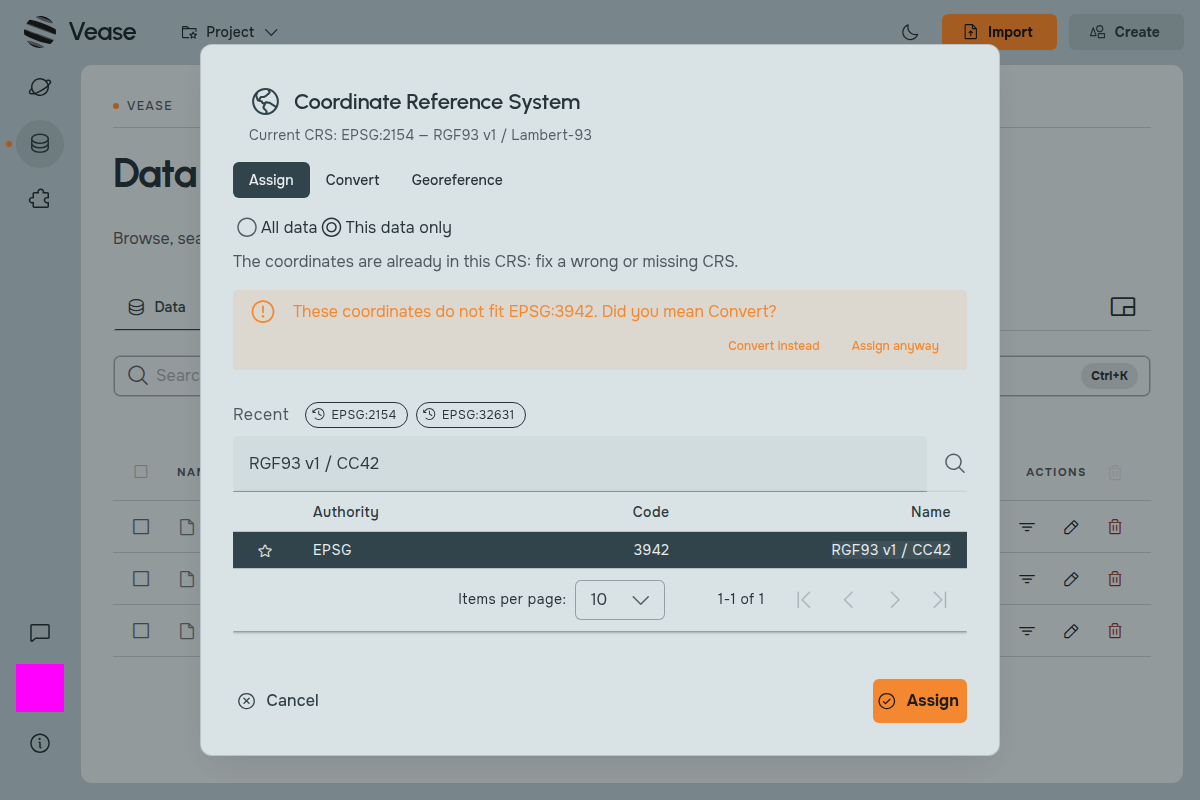 Vease
Project
Import
Create
VEASE
Data
Browse, sea
Data
Searc
Ctrl+K
NAM
ACTIONS
Coordinate Reference System
Current CRS: EPSG:2154 — RGF93 v1 / Lambert-93
Assign
Convert
Georeference
All data
This data only
The coordinates are already in this CRS: fix a wrong or missing CRS.
These coordinates do not fit EPSG:3942. Did you mean Convert?
Convert instead
Assign anyway
Recent
EPSG:2154
EPSG:32631
RGF93 v1 / CC42
Authority
Code
Name
EPSG
3942
RGF93 v1 / CC42
Items per page:
10
1-1 of 1
Cancel
Assign